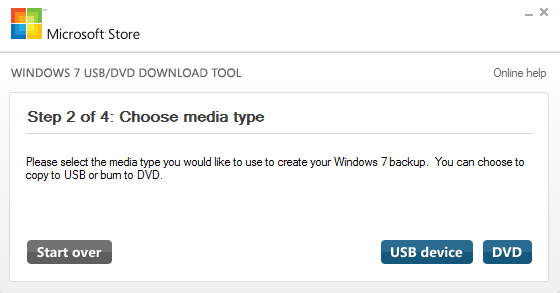 Microsoft Store
WINDOWS 7 USB/DVD DOWNLOAD TOOL
Online help
Step 2 of 4: Choose media type
Please select the media type you would like to use to create your Windows 7 backup. You can choose to
copy to USB or burn to DVD.
Start over
USB device
DVD